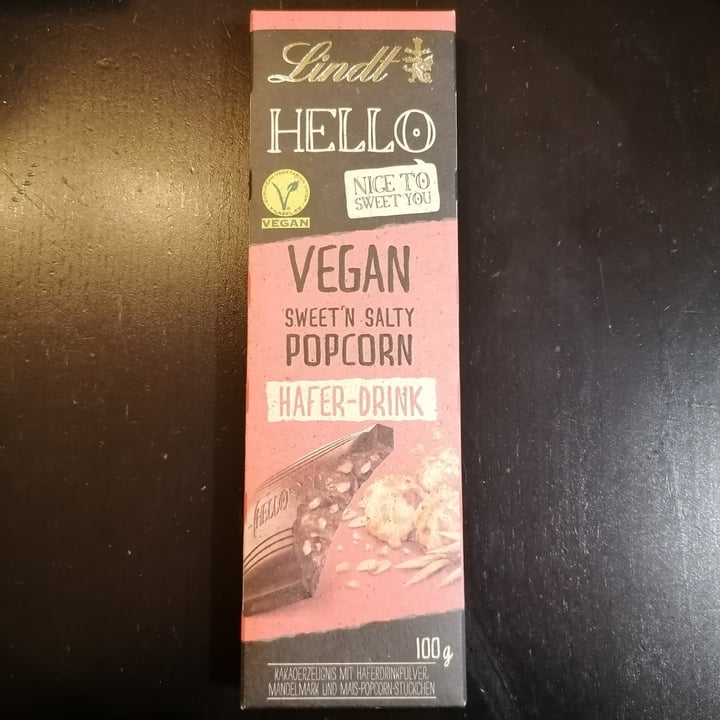 Lindt
HELLO
NICE TO
SWEET YOU
VEGAN
VEGAN
SWEET'N SALTY
POPCORN
HAFER-DRINK
HELLO
100 g
KAKAOERZEUGNIS MIT HAFERDRINKPULVER,
MANDELMARK UND MAIS-POPCORN-STÜCKCHEN